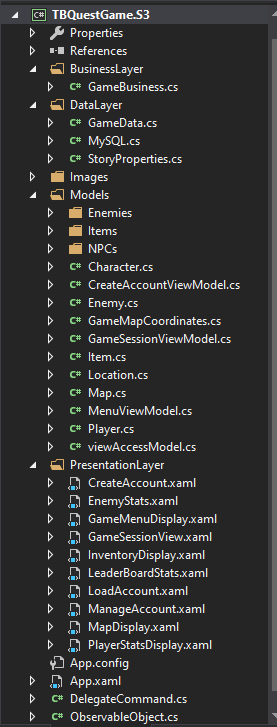 TBQuestGame.S3
Properties
References
BusinessLayer
GameBusiness.cs
DataLayer
GameData.cs
MySQL.cs
StoryProperties.cs
Images
Models
Enemies
Items
NPCs
Character.cs
CreateAccountViewModel.cs
Enemy.cs
GameMapCoordinates.cs
GameSessionViewModel.cs
Item.cs
Location.cs
Map.cs
MenuViewModel.cs
Player.cs
viewAccessModel.cs
PresentationLayer
CreateAccount.xaml
EnemyStats.xaml
GameMenuDisplay.xaml
GameSessionView.xaml
InventoryDisplay.xaml
LeaderBoardStats.xaml
LoadAccount.xaml
ManageAccount.xaml
MapDisplay.xaml
PlayerStatsDisplay.xaml
App.config
App.xaml
DelegateCommand.cs
ObservableObject.cs